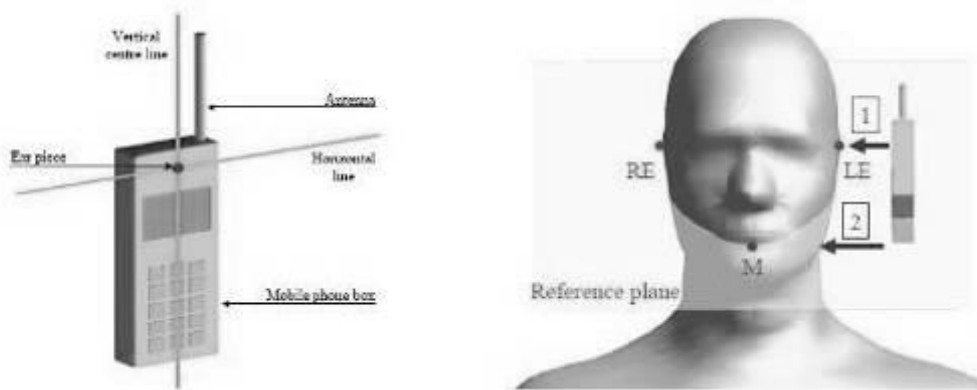 Vertical
centre line
Antenna
Ear piece
Horizontal
line
Mobile phone box
1
RE
LE
2
M
Reference plane